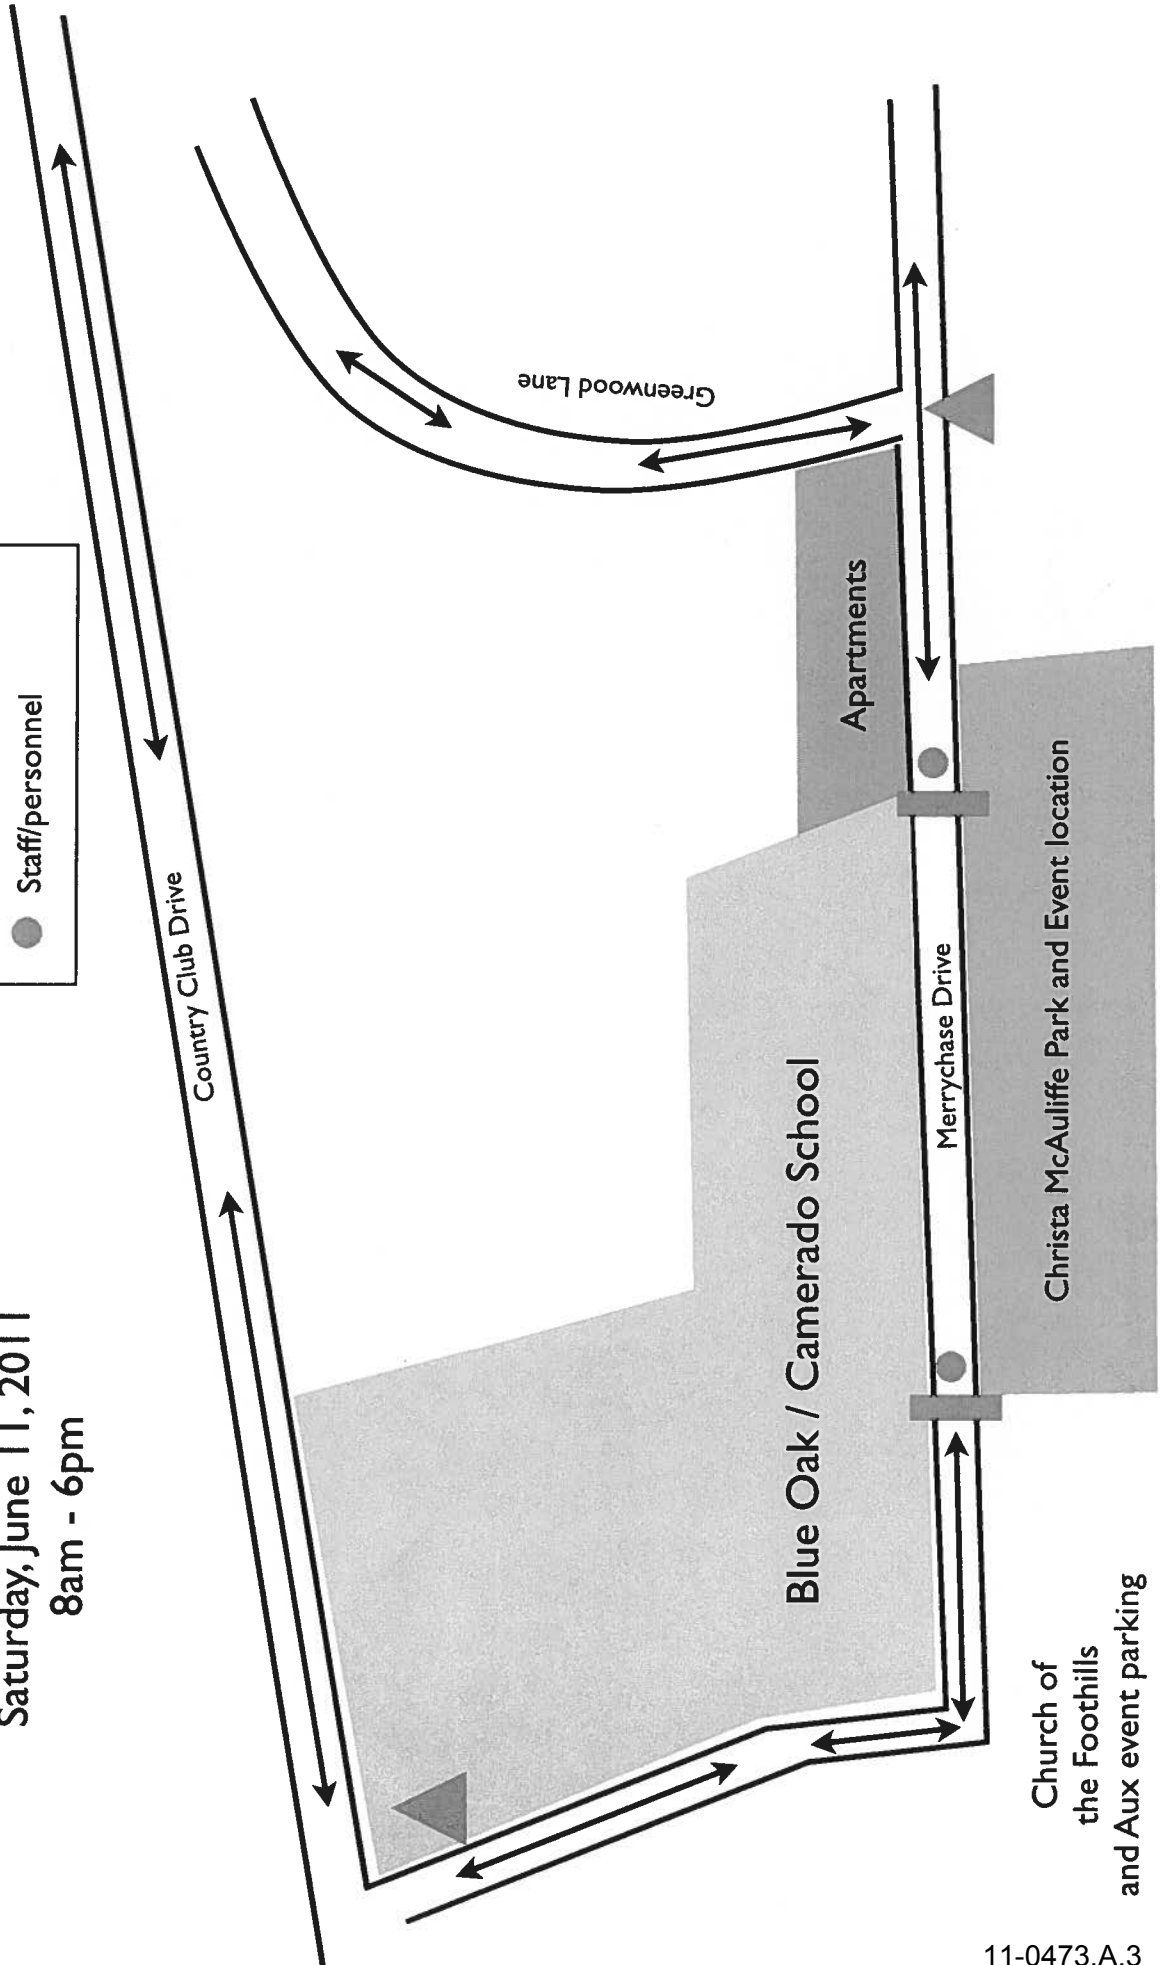 Saturday, June 11, 2011
8am - 6pm
Staff/personnel
Country Club Drive
Greenwood Lane
Apartments
Blue Oak / Camerado School
Merrychase Drive
Christa McAuliffe Park and Event location
Church of
the Foothills
and Aux event parking
11-0473.A.3